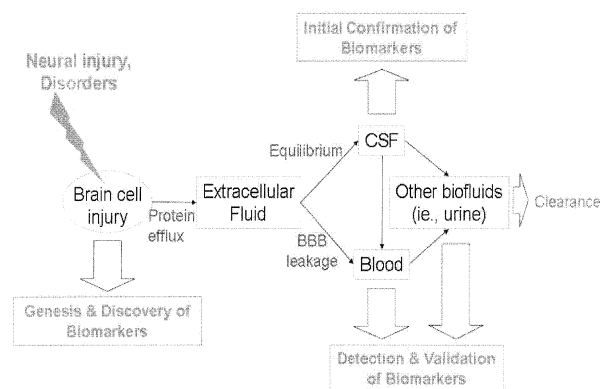 Initial Confirmation of
Biomarkers
Neural injury,
Disorders
CSF
Equilibrium
Brain cell
injury
Protein
efflux
Extracellular
Fluid
Other biofluids
(ie., urine)
Clearance
BBB
leakage
Blood
Genesis & Discovery of
Biomarkers
Detection & Validation
of Biomarkers